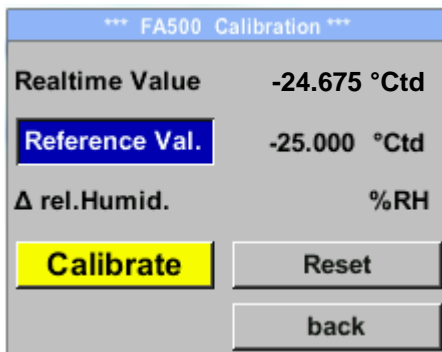 *** FA500 Calibration ***
Realtime Value -24.675 °Ctd
Reference Val. -25.000 °Ctd
Δ rel.Humid. %RH
Calibrate Reset
back